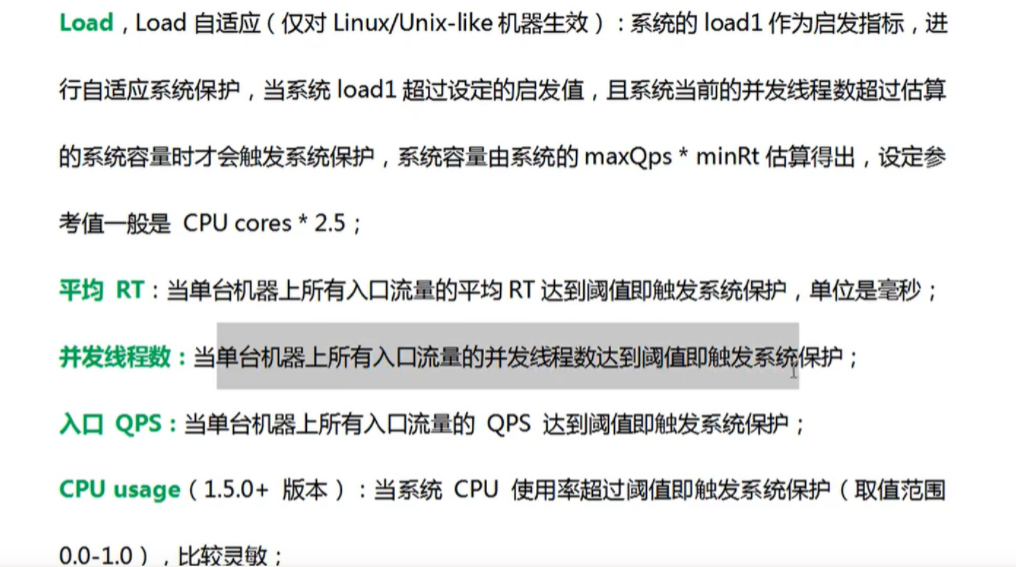 Load，Load 自适应（仅对 Linux/Unix-like 机器生效）：系统的 load1 作为启发指标，进
行自适应系统保护，当系统 load1 超过设定的启发值，且系统当前的并发线程数超过估算
的系统容量时才会触发系统保护，系统容量由系统的 maxQps * minRt 估算得出，设定参
考值一般是 CPU cores * 2.5；
平均 RT：当单台机器上所有入口流量的平均 RT 达到阈值即触发系统保护，单位是毫秒；
并发线程数：当单台机器上所有入口流量的并发线程数达到阈值即触发系统保护；
入口 QPS：当单台机器上所有入口流量的 QPS 达到阈值即触发系统保护；
CPU usage（1.5.0+ 版本）：当系统 CPU 使用率超过阈值即触发系统保护（取值范围
0.0-1.0），比较灵敏；